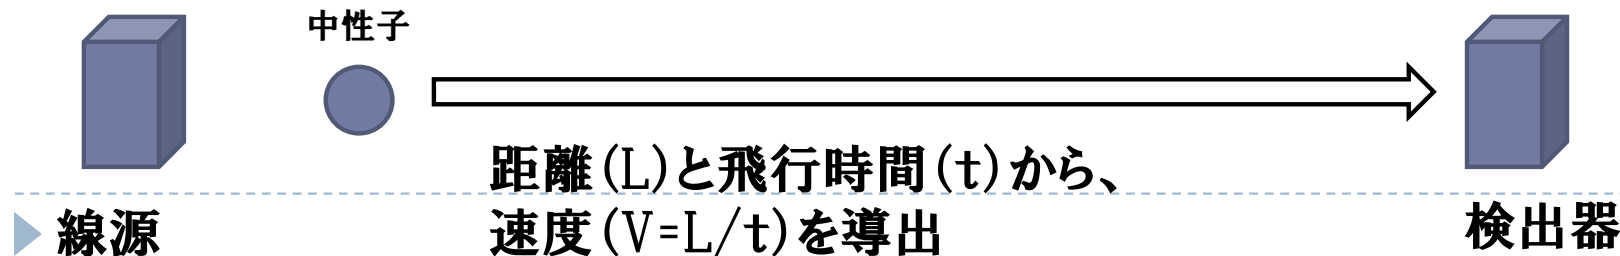 中性子
距離(L)と飛行時間(t)から、
速度(V=L/t)を導出
線源
検出器